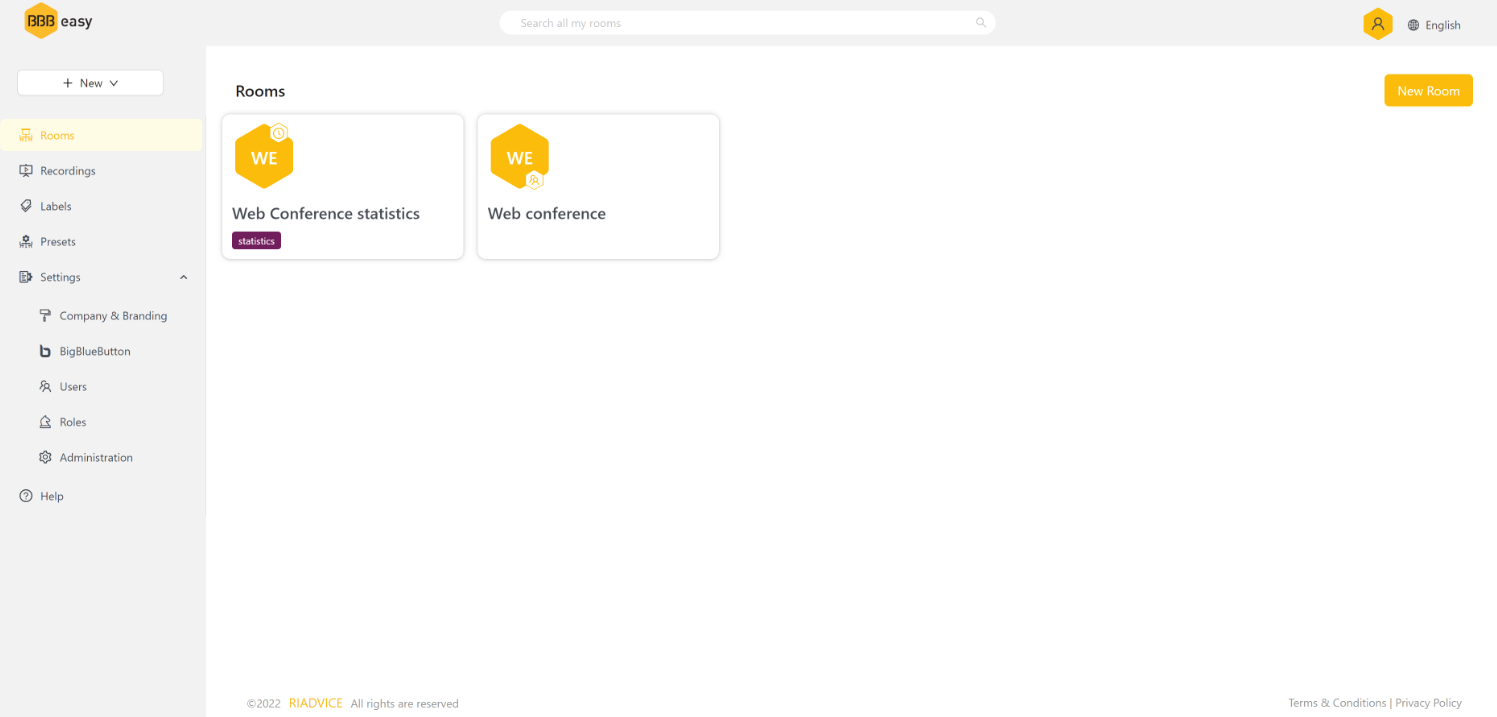 BBB easy
Search all my rooms
English
New
Rooms
Recordings
Labels
Presets
Settings
Company & Branding
BigBlueButton
Users
Roles
Administration
Help
Rooms
New Room
WE
Web Conference statistics
statistics
WE
Web conference
©2022 RIADVICE All rights are reserved
Terms & Conditions | Privacy Policy